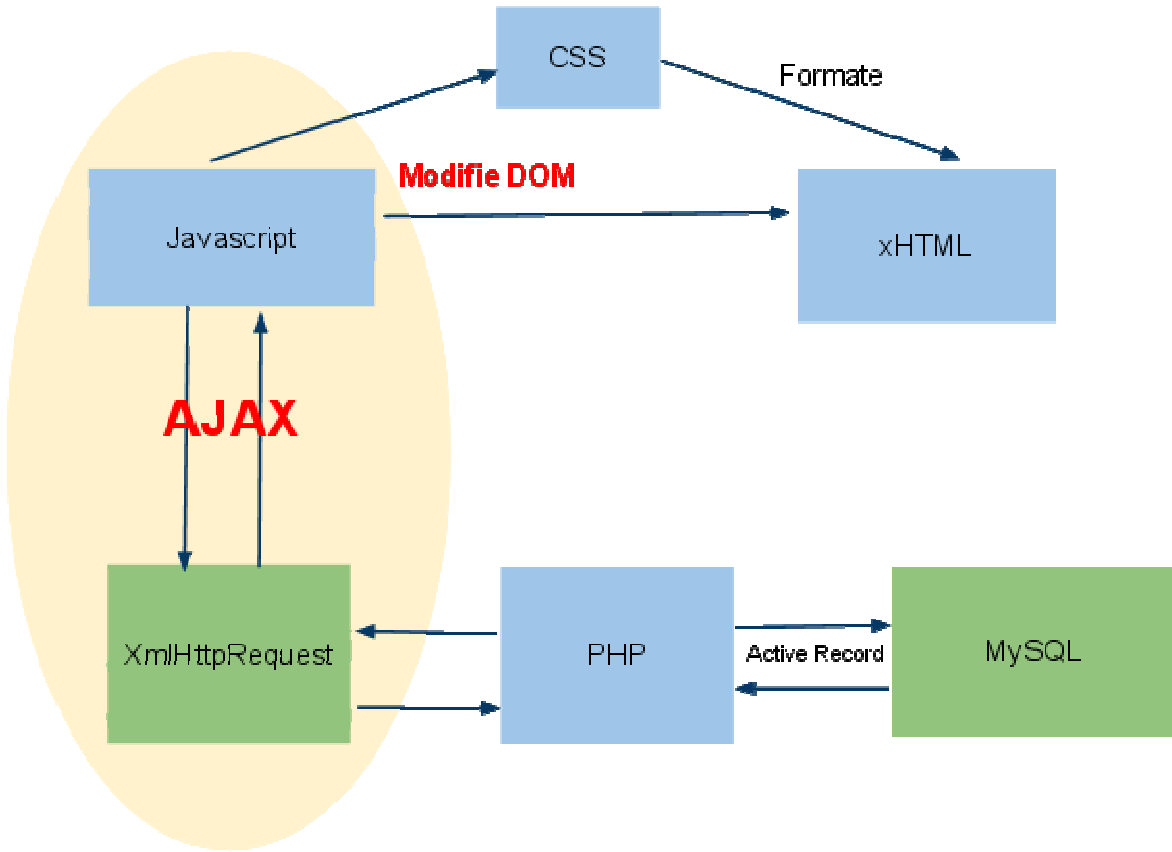 CSS
Formate
Modifie DOM
Javascript
xHTML
AJAX
XmlHttpRequest
PHP
Active Record
MySQL